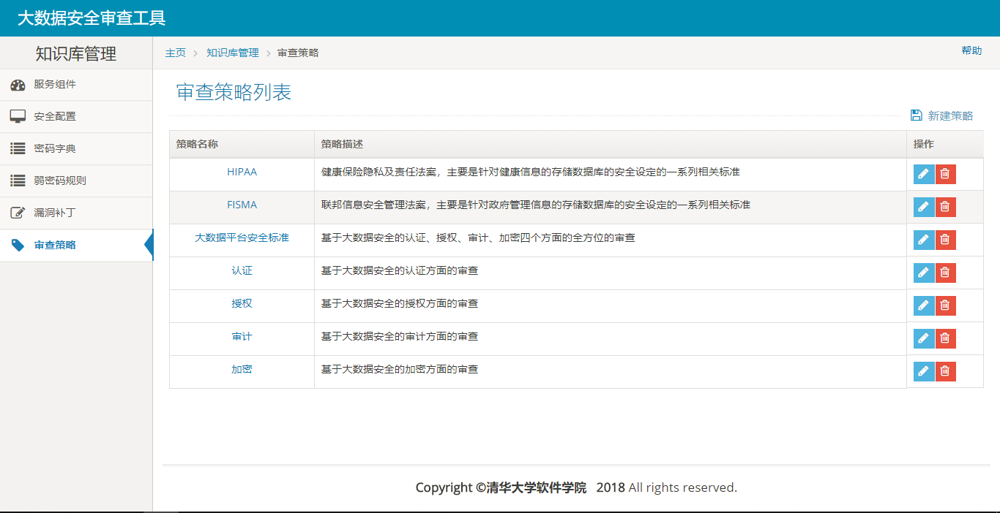 大数据安全审查工具
知识库管理
主页 > 知识库管理 > 审查策略
帮助
服务组件
安全配置
密码字典
弱密码规则
漏洞补丁
审查策略
审查策略列表
新建策略
策略名称 策略描述 操作
HIPAA 健康保险隐私及责任法案，主要是针对健康信息的存储数据库的安全设定的一系列相关标准
FISMA 联邦信息安全管理法案，主要是针对政府管理信息的存储数据库的安全设定的一系列相关标准
大数据平台安全标准 基于大数据安全的认证、授权、审计、加密四个方面的全方位的审查
认证 基于大数据安全的认证方面的审查
授权 基于大数据安全的授权方面的审查
审计 基于大数据安全的审计方面的审查
加密 基于大数据安全的加密方面的审查
Copyright ©清华大学软件学院 2018 All rights reserved.